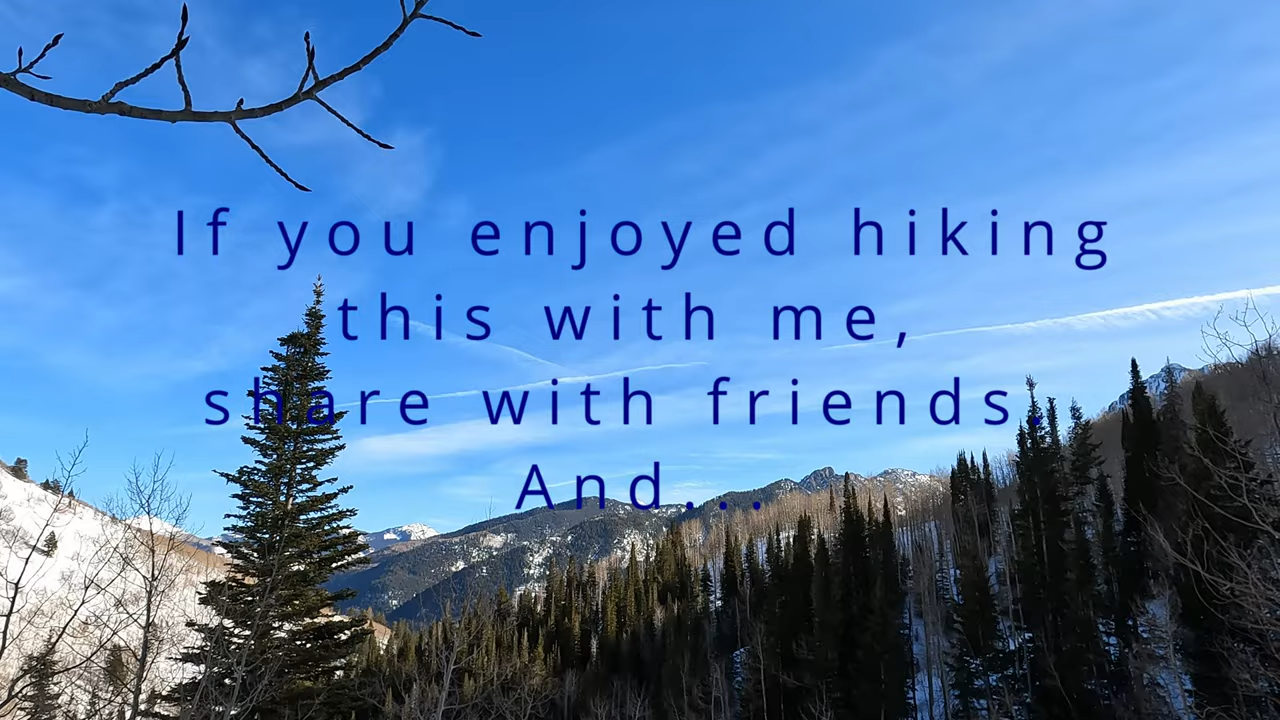 If you enjoyed hiking
this with me,
share with friends.
And...